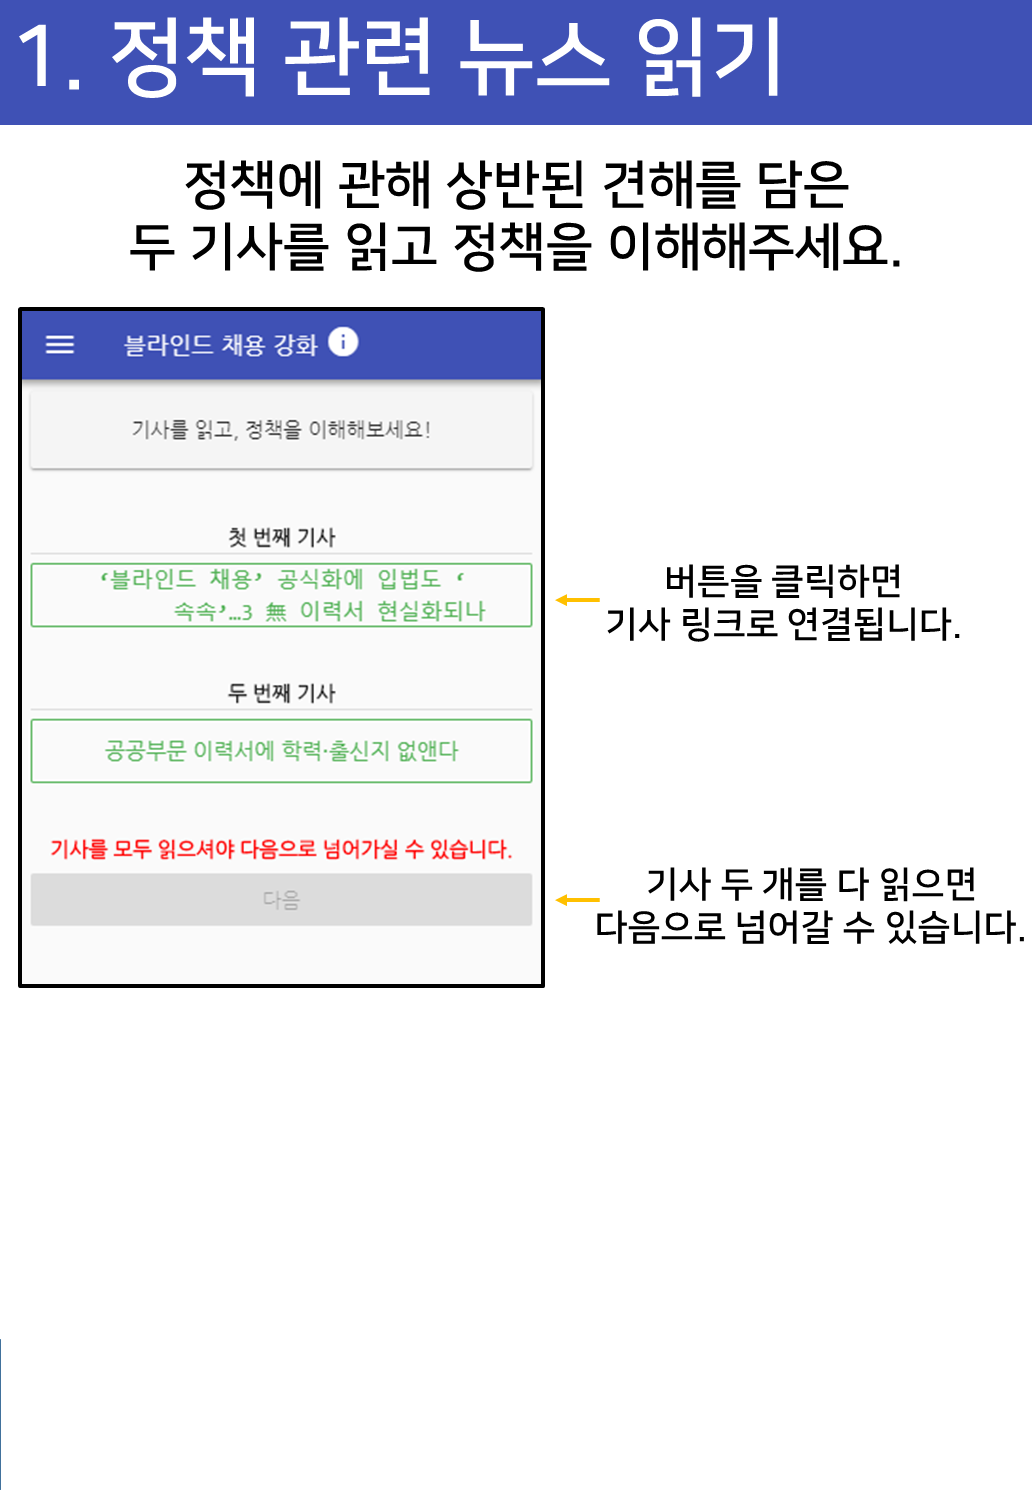 1. 정책 관련 뉴스 읽기
정책에 관해 상반된 견해를 담은
두 기사를 읽고 정책을 이해해주세요.
블라인드 채용 강화 i
기사를 읽고, 정책을 이해해보세요!
첫 번째 기사
‘블라인드 채용’ 공식화에 입법도 ‘
속속’…3 無 이력서 현실화되나
버튼을 클릭하면
기사 링크로 연결됩니다.
두 번째 기사
공공부문 이력서에 학력·출신지 없앤다
기사를 모두 읽으셔야 다음으로 넘어가실 수 있습니다.
다음
기사 두 개를 다 읽으면
다음으로 넘어갈 수 있습니다.